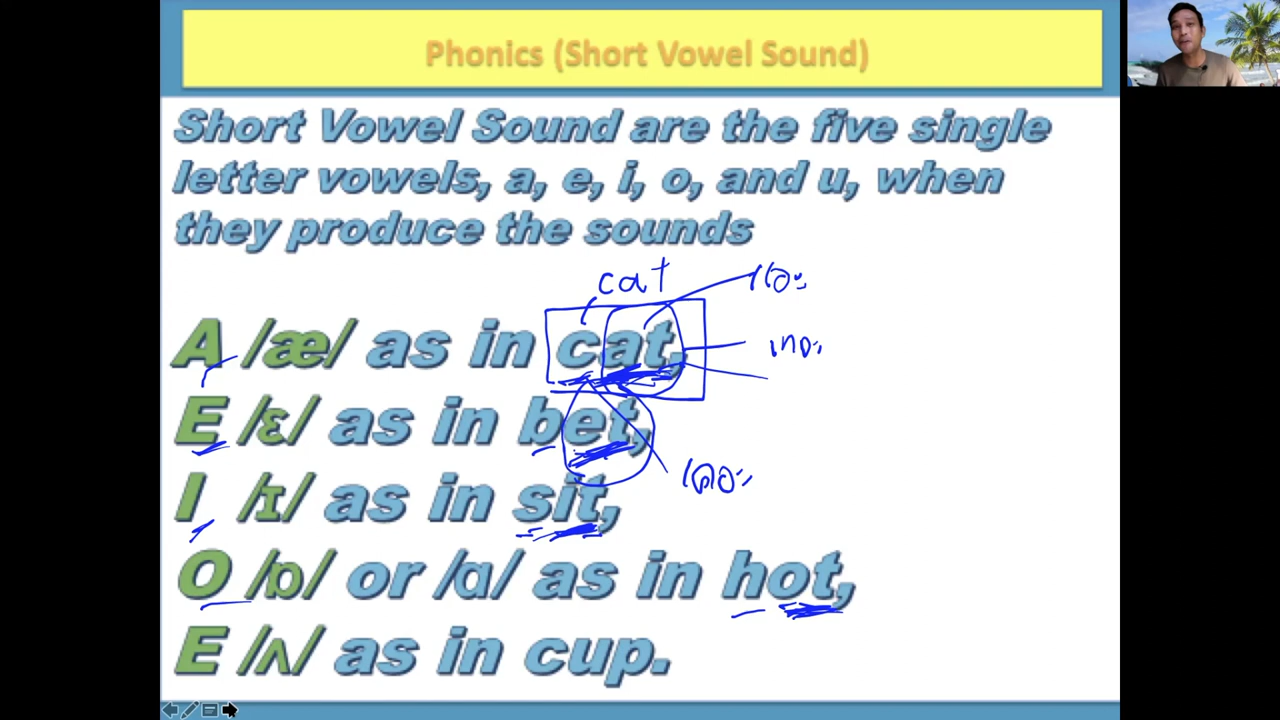 Phonics (Short Vowel Sound)
Short Vowel Sound are the five single
letter vowels, a, e, i, o, and u, when
they produce the sounds
cat
A /æ/ as in cat,
E /ɛ/ as in bet,
I /ɪ/ as in sit,
O /ɒ/ or /ɑ/ as in hot,
E /ʌ/ as in cup.